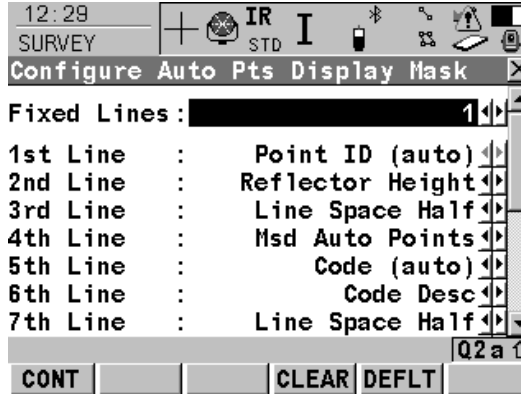 12:29 IR
SURVEY STD I
Configure Auto Pts Display Mask X
Fixed Lines: 1
1st Line : Point ID (auto)
2nd Line : Reflector Height
3rd Line : Line Space Half
4th Line : Msd Auto Points
5th Line : Code (auto)
6th Line : Code Desc
7th Line : Line Space Half
Q2a
CONT CLEAR DEFLT